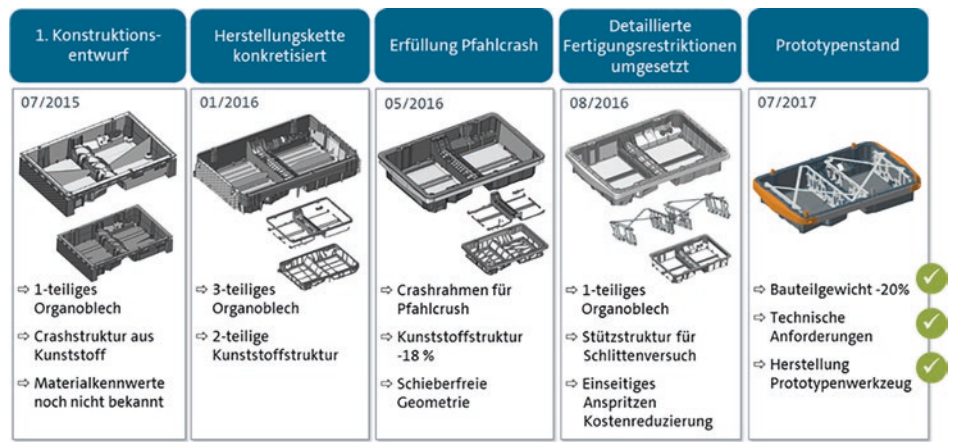 1. Konstruktions-
entwurf
07/2015
⇨ 1-teiliges
Organoblech
⇨ Crashstruktur aus
Kunststoff
⇨ Materialkennwerte
noch nicht bekannt
Herstellungskette
konkretisiert
01/2016
⇨ 3-teiliges
Organoblech
⇨ 2-teilige
Kunststoffstruktur
Erfüllung Pfahlcrash
05/2016
⇨ Crashrahmen für
Pfahlcrush
⇨ Kunststoffstruktur
-18 %
⇨ Schieberfreie
Geometrie
Detaillierte
Fertigungsrestriktionen
umgesetzt
08/2016
⇨ 1-teiliges
Organoblech
⇨ Stützstruktur für
Schlittenversuch
⇨ Einseitiges
Anspritzen
Kostenreduzierung
Prototypenstand
07/2017
⇨ Bauteilgewicht -20%
⇨ Technische
Anforderungen
⇨ Herstellung
Prototypenwerkzeug